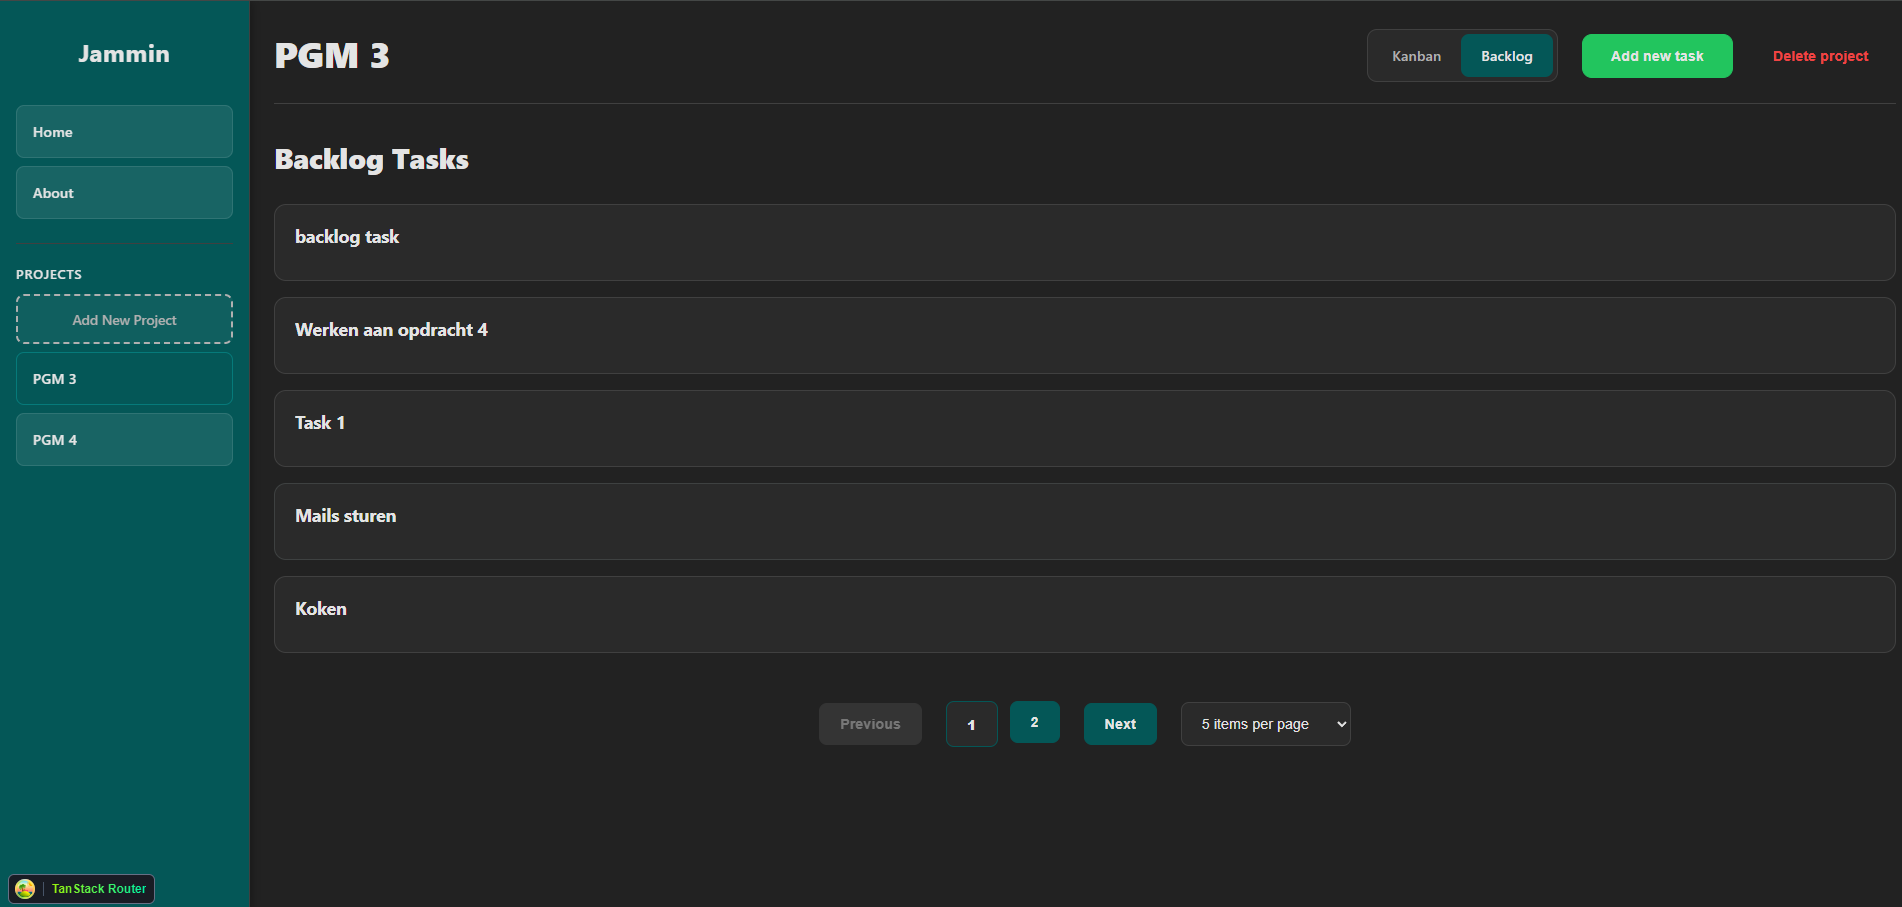 Jammin
Home
About
PROJECTS
Add New Project
PGM 3
PGM 4
TanStack Router
PGM 3
Kanban
Backlog
Add new task
Delete project
Backlog Tasks
backlog task
Werken aan opdracht 4
Task 1
Mails sturen
Koken
Previous
1
2
Next
5 items per page